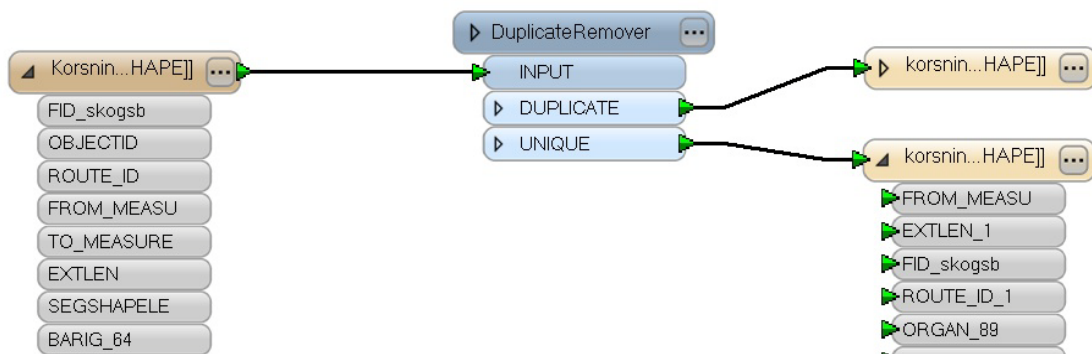 Korsnin...HAPE]]
FID_skogsb
OBJECTID
ROUTE_ID
FROM_MEASU
TO_MEASURE
EXTLEN
SEGSHAPELE
BARIG_64
DuplicateRemover
INPUT
DUPLICATE
UNIQUE
korsnin...HAPE]]
korsnin...HAPE]]
FROM_MEASU
EXTLEN_1
FID_skogsb
ROUTE_ID_1
ORGAN_89